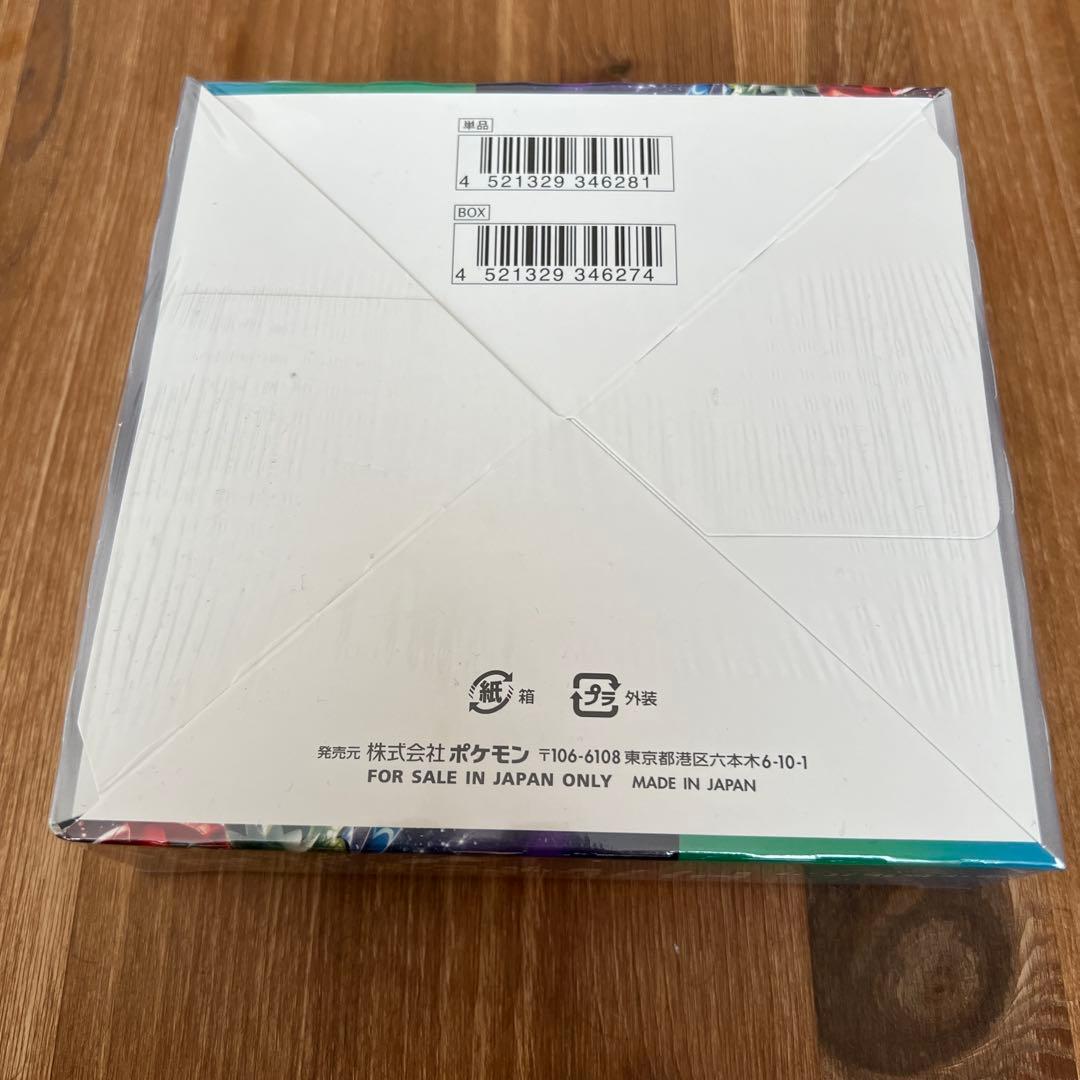 単品
4 521329 346281
BOX
4 521329 346274
紙 箱 プラ 外装
発売元 株式会社 ポケモン 〒106-6108 東京都港区六本木6-10-1
FOR SALE IN JAPAN ONLY MADE IN JAPAN